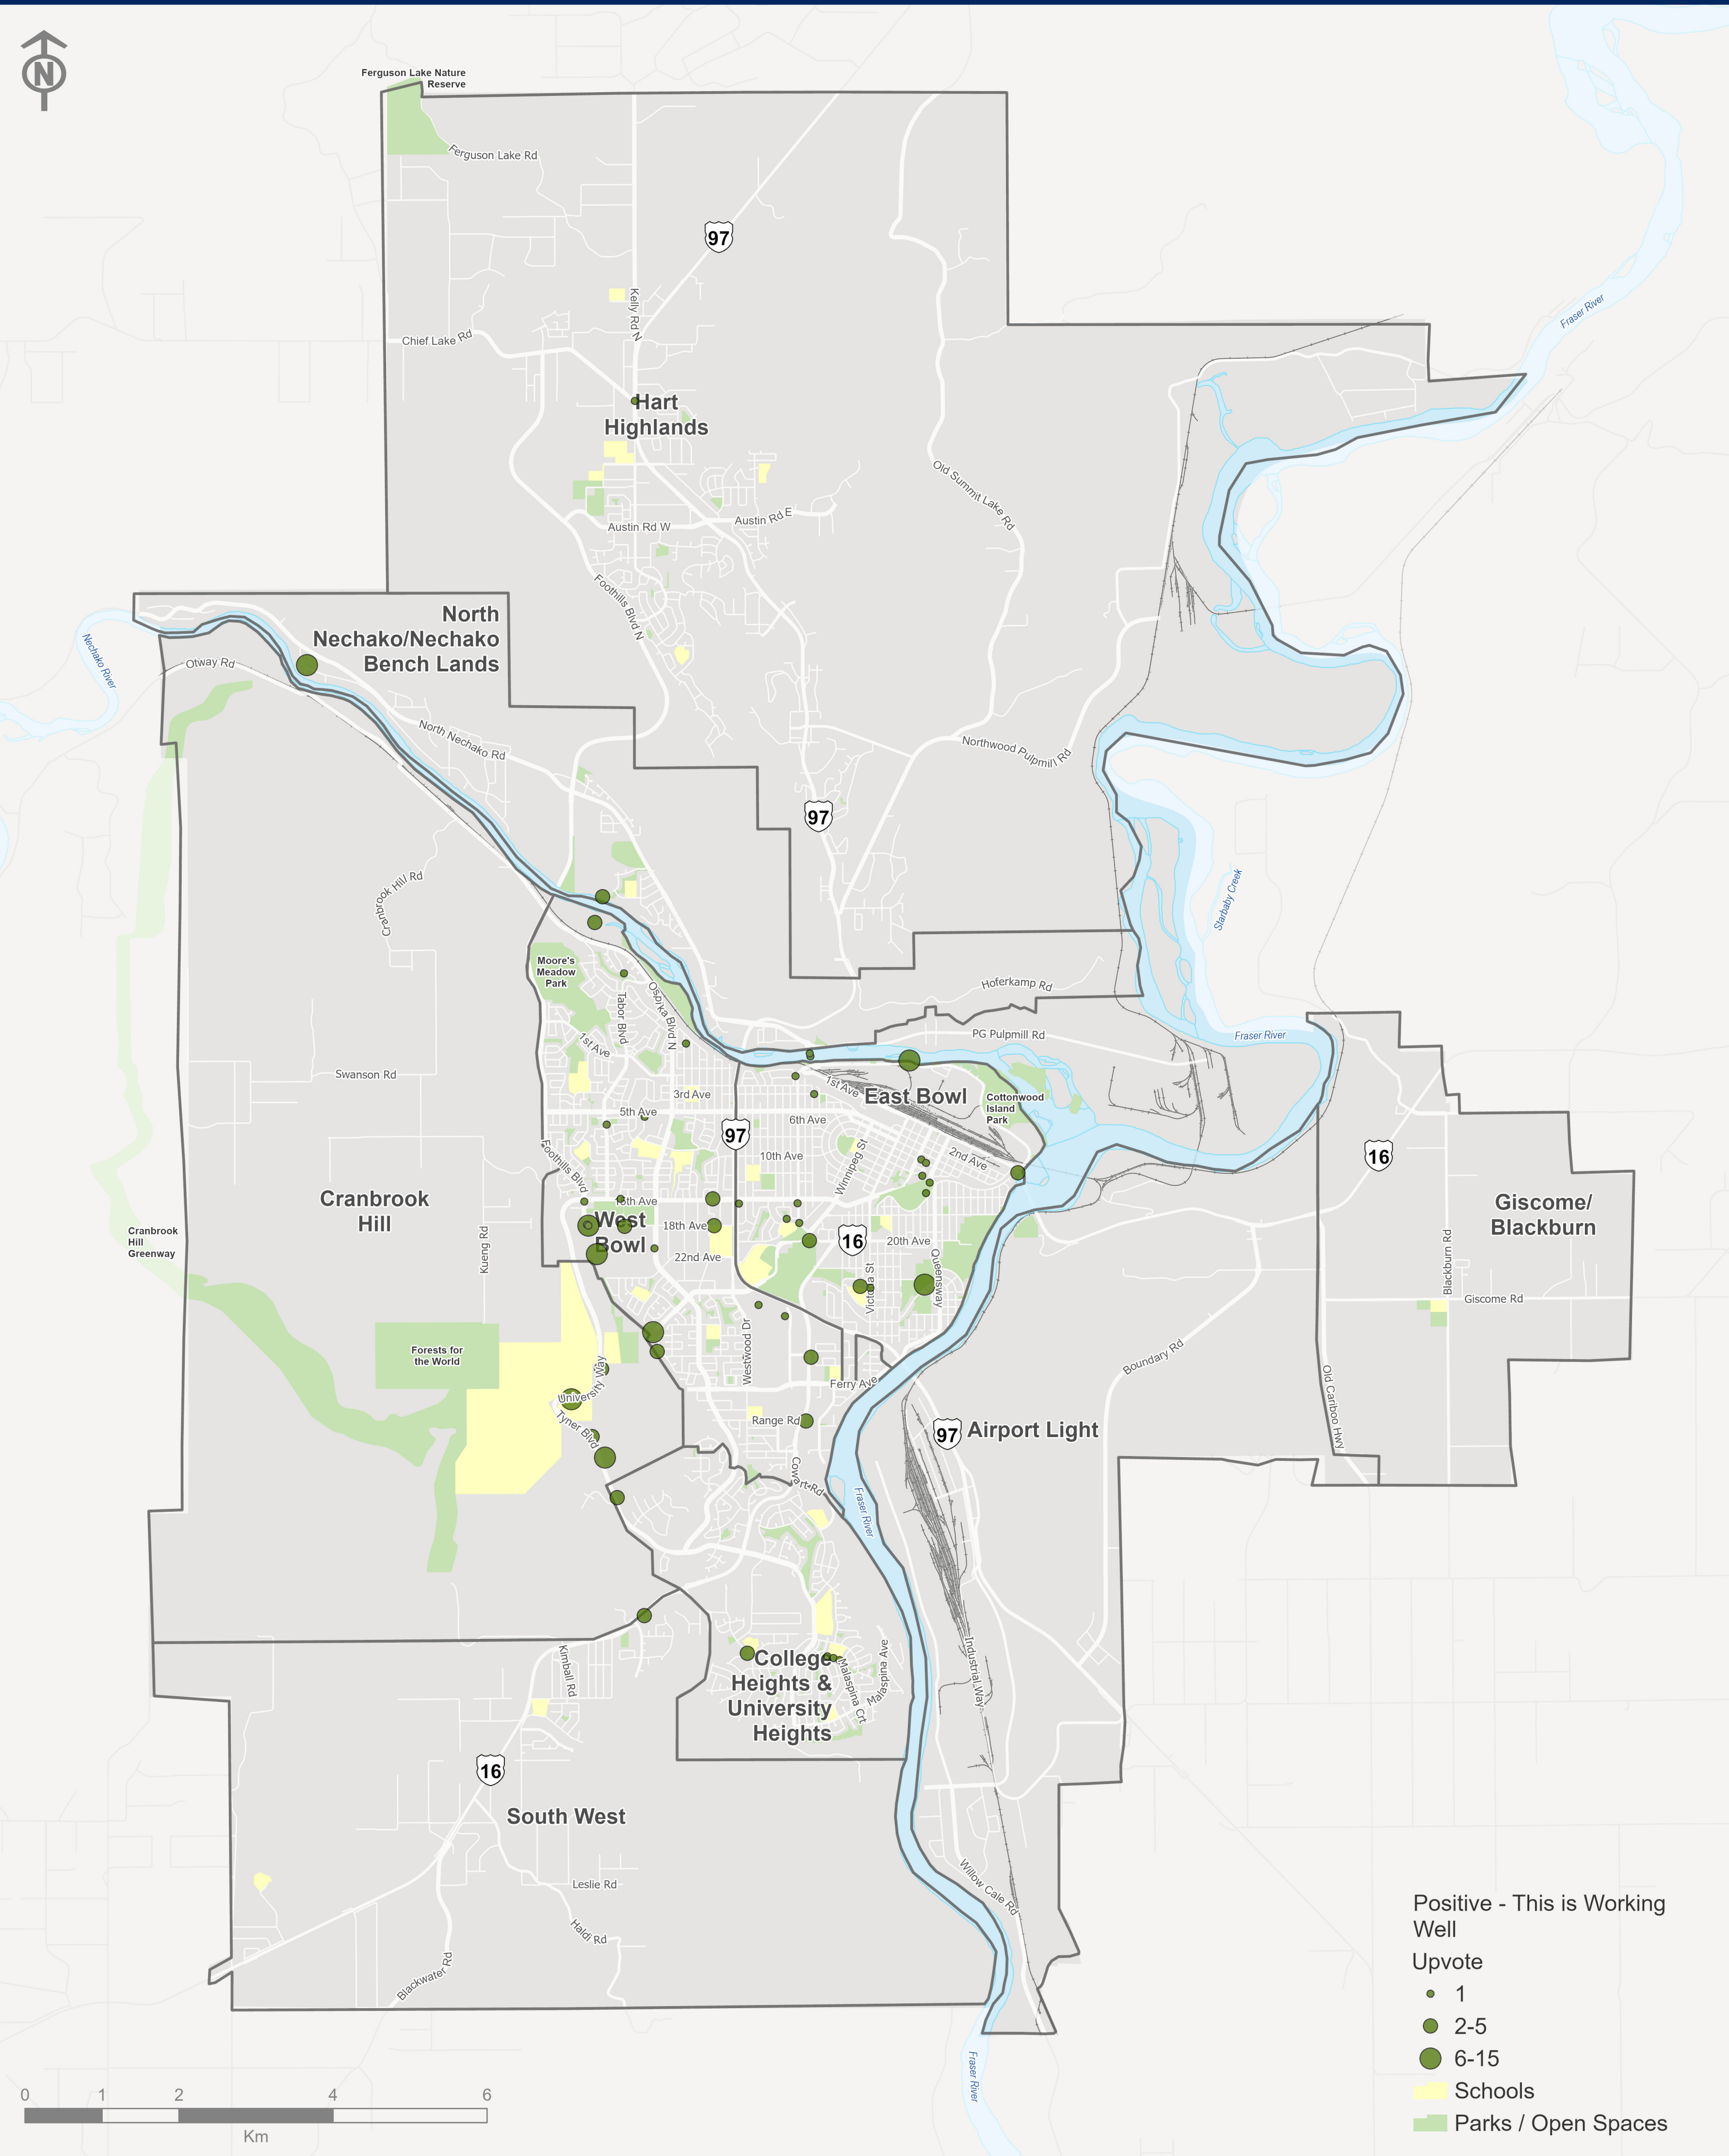 N
Ferguson Lake Nature
Reserve
Ferguson Lake Rd
97
Kelly Rd N
Fraser River
Chief Lake Rd
Hart
Highlands
Old Summit Lake Rd
Austin Rd W
Austin Rd E
Foothills Blvd N
North
Nechako/Nechako
Bench Lands
Nechako River
Otway Rd
North Nechako Rd
Northwood Pulpmill Rd
97
Cranbrook Hill Rd
Starbaby Creek
Moore's
Meadow
Park
Hoferkamp Rd
Tabor Blvd
Ospika Blvd N
PG Pulpmill Rd
Fraser River
1st Ave
Swanson Rd
1st Ave
3rd Ave
East Bowl
Cottonwood
Island
Park
5th Ave
6th Ave
97
16
10th Ave
Winnipeg St
2nd Ave
Foothills Blvd
15th Ave
Cranbrook
Hill
Giscome/
Blackburn
West
Bowl
18th Ave
16
20th Ave
Cranbrook
Hill
Greenway
Kueng Rd
22nd Ave
Queensway
Victoria St
Blackburn Rd
Giscome Rd
Forests for
the World
Westwood Dr
Boundary Rd
Old Cariboo Hwy
University Way
Ferry Ave
Tyner Blvd
Range Rd
97
Airport Light
Cowart Rd
Fraser River
Kimball Rd
College
Heights &
University
Heights
Malaspina Crt
Malaspina Ave
Industrial Way
16
South West
Leslie Rd
Willow Cale Rd
Haldi Rd
Blackwater Rd
Fraser River
Positive - This is Working
Well
Upvote
1
2-5
6-15
Schools
Parks / Open Spaces
0 1 2 4 6
Km